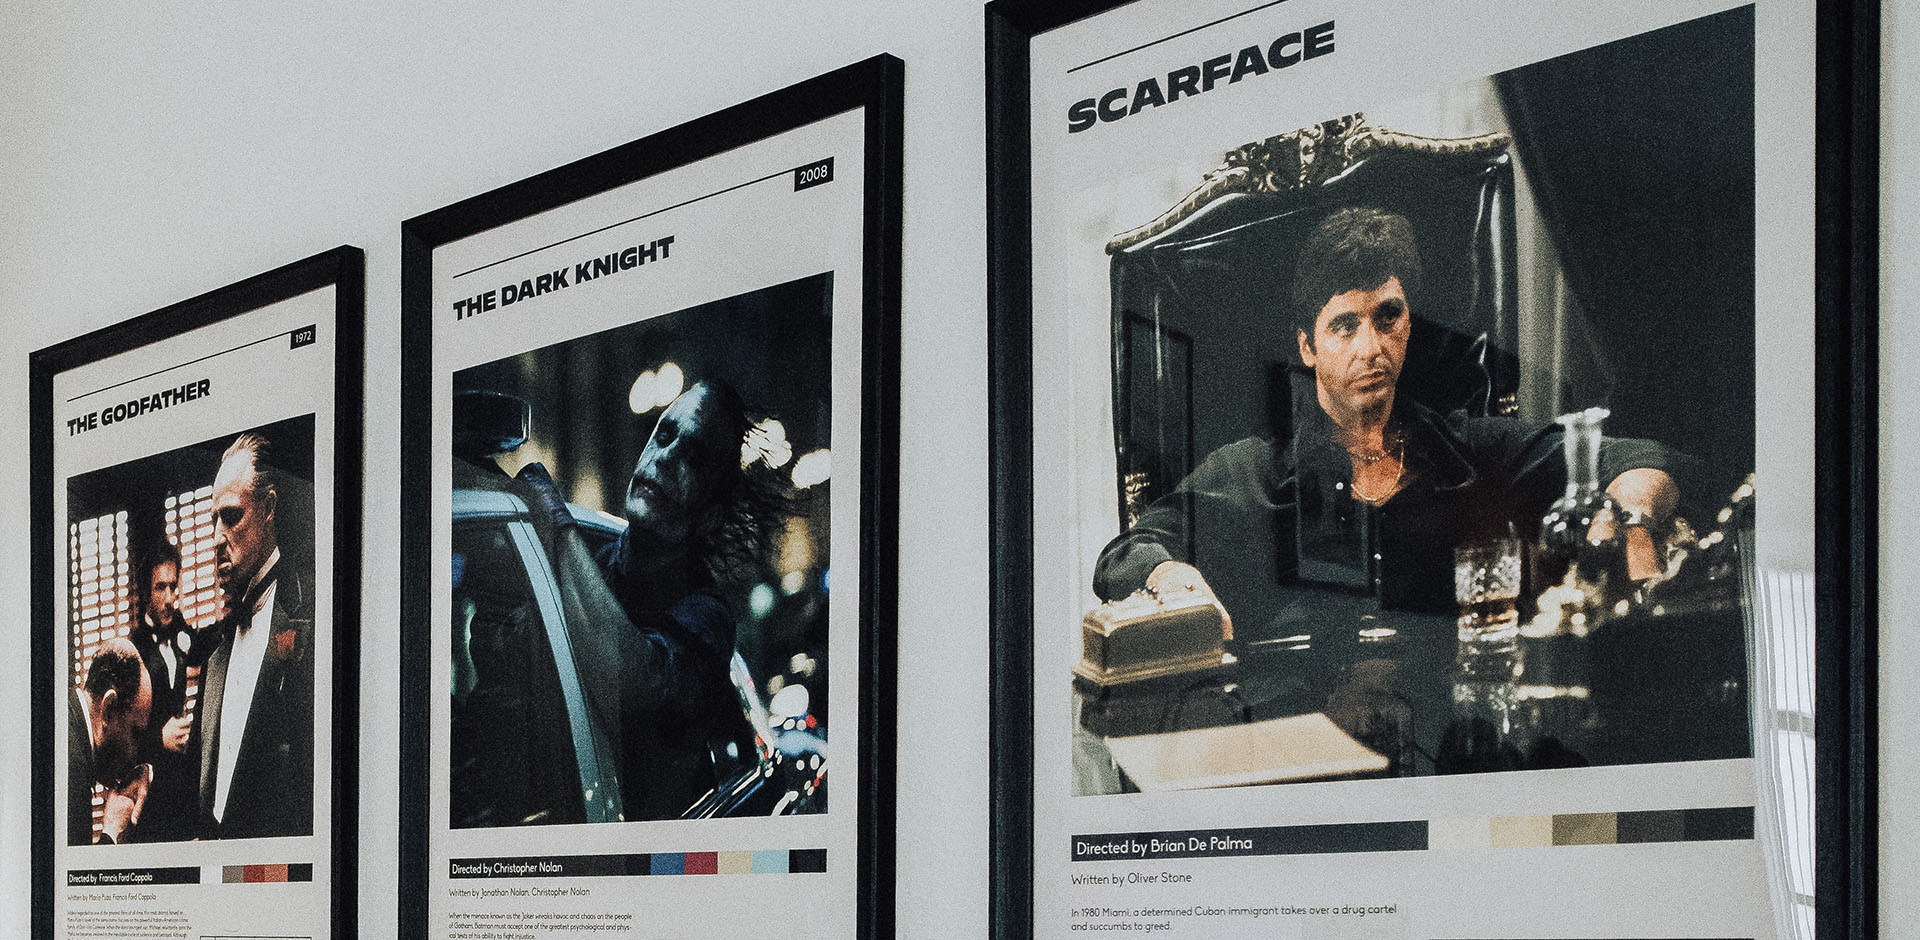 1972
THE GODFATHER
Directed by Francis Ford Coppola
Written by Mario Puzo, Francis Ford Coppola
2008
THE DARK KNIGHT
Directed by Christopher Nolan
Written by Jonathan Nolan, Christopher Nolan
When the menace known as the Joker wreaks havoc and chaos on the people
of Gotham, Batman must accept one of the greatest psychological and phys-
ical tests of his ability to fight injustice.
SCARFACE
Directed by Brian De Palma
Written by Oliver Stone
In 1980 Miami, a determined Cuban immigrant takes over a drug cartel
and succumbs to greed.